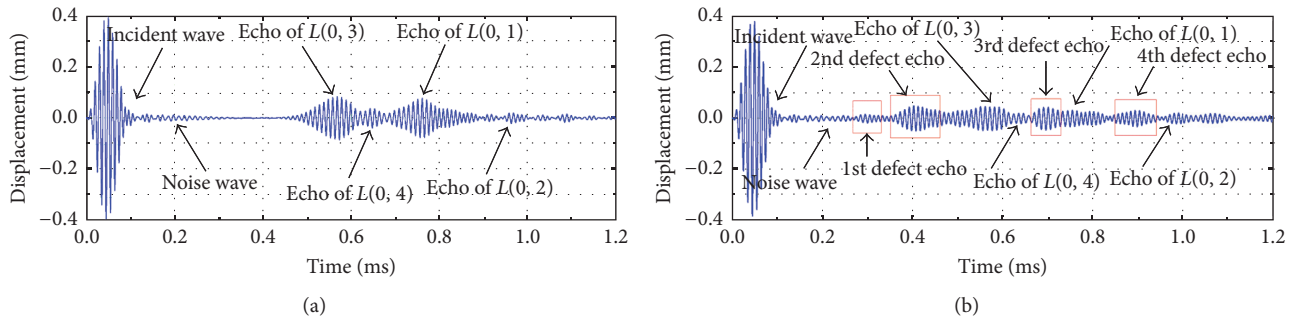 Displacement (mm)
0.4
0.2
0.0
−0.2
−0.4
Incident wave
Echo of L(0, 3)
Echo of L(0, 1)
Noise wave
Echo of L(0, 4)
Echo of L(0, 2)
0.0 0.2 0.4 0.6 0.8 1.0 1.2
Time (ms)
(a)
Displacement (mm)
0.4
0.2
0.0
−0.2
−0.4
Incident wave
Echo of L(0, 3)
2nd defect echo
3rd defect echo
Echo of L(0, 1)
4th defect echo
Noise wave
1st defect echo
Echo of L(0, 4)
Echo of L(0, 2)
0.0 0.2 0.4 0.6 0.8 1.0 1.2
Time (ms)
(b)